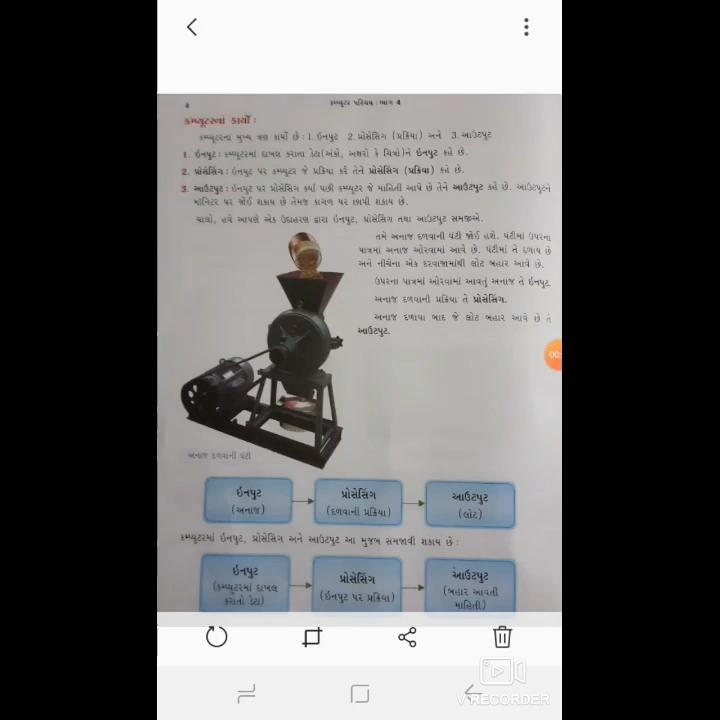 4
કમ્પ્યૂટર પરિચય : ભાગ 4
કમ્પ્યૂટરનાં કાર્યો :
કમ્પ્યૂટરનાં મુખ્ય ત્રણ કાર્યો છે : 1. ઇનપુટ 2. પ્રોસેસિંગ (પ્રક્રિયા) અને 3. આઉટપુટ
1. ઇનપુટ : કમ્પ્યૂટરમાં દાખલ કરાતા ડેટા(અંકો, અક્ષરો કે ચિત્રો)ને ઇનપુટ કહે છે.
2. પ્રોસેસિંગ : ઇનપુટ પર કમ્પ્યૂટર જે પ્રક્રિયા કરે તેને પ્રોસેસિંગ (પ્રક્રિયા) કહે છે.
3. આઉટપુટ : ઇનપુટ પર પ્રોસેસિંગ કર્યા પછી કમ્પ્યૂટર જે માહિતી આપે છે તેને આઉટપુટ કહે છે. આઉટપુટને
મૉનિટર પર જોઈ શકાય છે તેમજ કાગળ પર છાપી શકાય છે.
ચાલો, હવે આપણે એક ઉદાહરણ દ્વારા ઇનપુટ, પ્રોસેસિંગ તથા આઉટપુટ સમજીએ.
તમે અનાજ દળવાની ઘંટી જોઈ હશે. ઘંટીમાં ઉપરના
પાત્રમાં અનાજ ઓરવામાં આવે છે. ઘંટીમાં તે દળાય છે
અને નીચેના એક દરવાજામાંથી લોટ બહાર આવે છે.
ઉપરના પાત્રમાં ઓરવામાં આવતું અનાજ તે ઇનપુટ.
અનાજ દળવાની પ્રક્રિયા તે પ્રોસેસિંગ.
અનાજ દળાયા બાદ જે લોટ બહાર આવે છે તે
આઉટપુટ.
00:
અનાજ દળવાની ઘંટી
ઇનપુટ
(અનાજ)
પ્રોસેસિંગ
(દળવાની પ્રક્રિયા)
આઉટપુટ
(લોટ)
કમ્પ્યૂટરમાં ઇનપુટ, પ્રોસેસિંગ અને આઉટપુટ આ મુજબ સમજાવી શકાય છે :
ઇનપુટ
(કમ્પ્યૂટરમાં દાખલ
કરાતો ડેટા)
પ્રોસેસિંગ
(ઇનપુટ પર પ્રક્રિયા)
આઉટપુટ
(બહાર આવતી
માહિતી)
V RECORDER